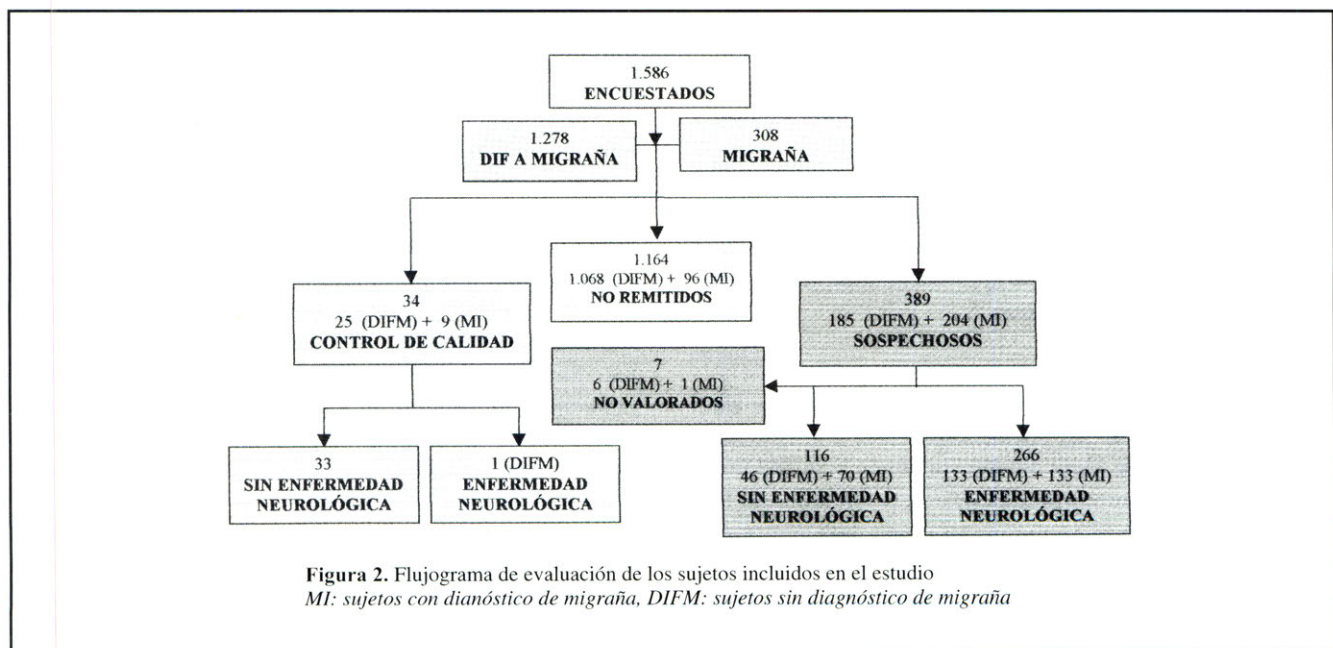 1.586
ENCUESTADOS
1.278
DIF A MIGRAÑA
308
MIGRAÑA
1.164
1.068 (DIFM) + 96 (MI)
NO REMITIDOS
34
25 (DIFM) + 9 (MI)
CONTROL DE CALIDAD
389
185 (DIFM) + 204 (MI)
SOSPECHOSOS
7
6 (DIFM) + 1 (MI)
NO VALORADOS
33
SIN ENFERMEDAD
NEUROLÓGICA
1 (DIFM)
ENFERMEDAD
NEUROLÓGICA
116
46 (DIFM) + 70 (MI)
SIN ENFERMEDAD
NEUROLÓGICA
266
133 (DIFM) + 133 (MI)
ENFERMEDAD
NEUROLÓGICA
Figura 2. Flujograma de evaluación de los sujetos incluidos en el estudio
MI: sujetos con dianóstico de migraña, DIFM: sujetos sin diagnóstico de migraña